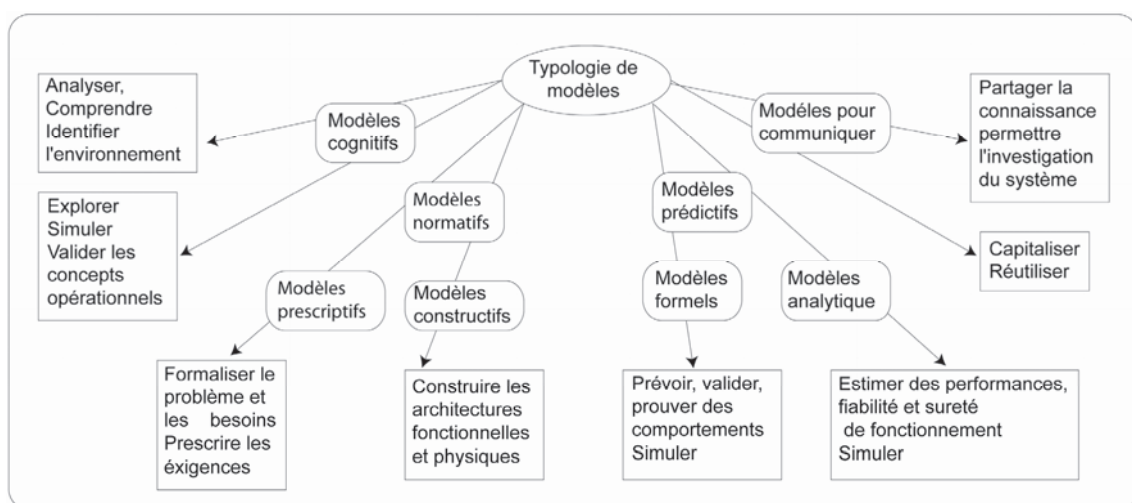 Typologie de
modèles
Analyser,
Comprendre
Identifier
l'environnement
Modèles
cognitifs
Modéles pour
communiquer
Partager la
connaissance
permettre
l'investigation
du système
Explorer
Simuler
Valider les
concepts
opérationnels
Modèles
normatifs
Modèles
prédictifs
Capitaliser
Réutiliser
Modèles
prescriptifs
Modèles
constructifs
Modèles
formels
Modèles
analytique
Formaliser le
problème et
les besoins
Prescrire les
éxigences
Construire les
architectures
fonctionnelles
et physiques
Prévoir, valider,
prouver des
comportements
Simuler
Estimer des performances,
fiabilité et sureté
de fonctionnement
Simuler